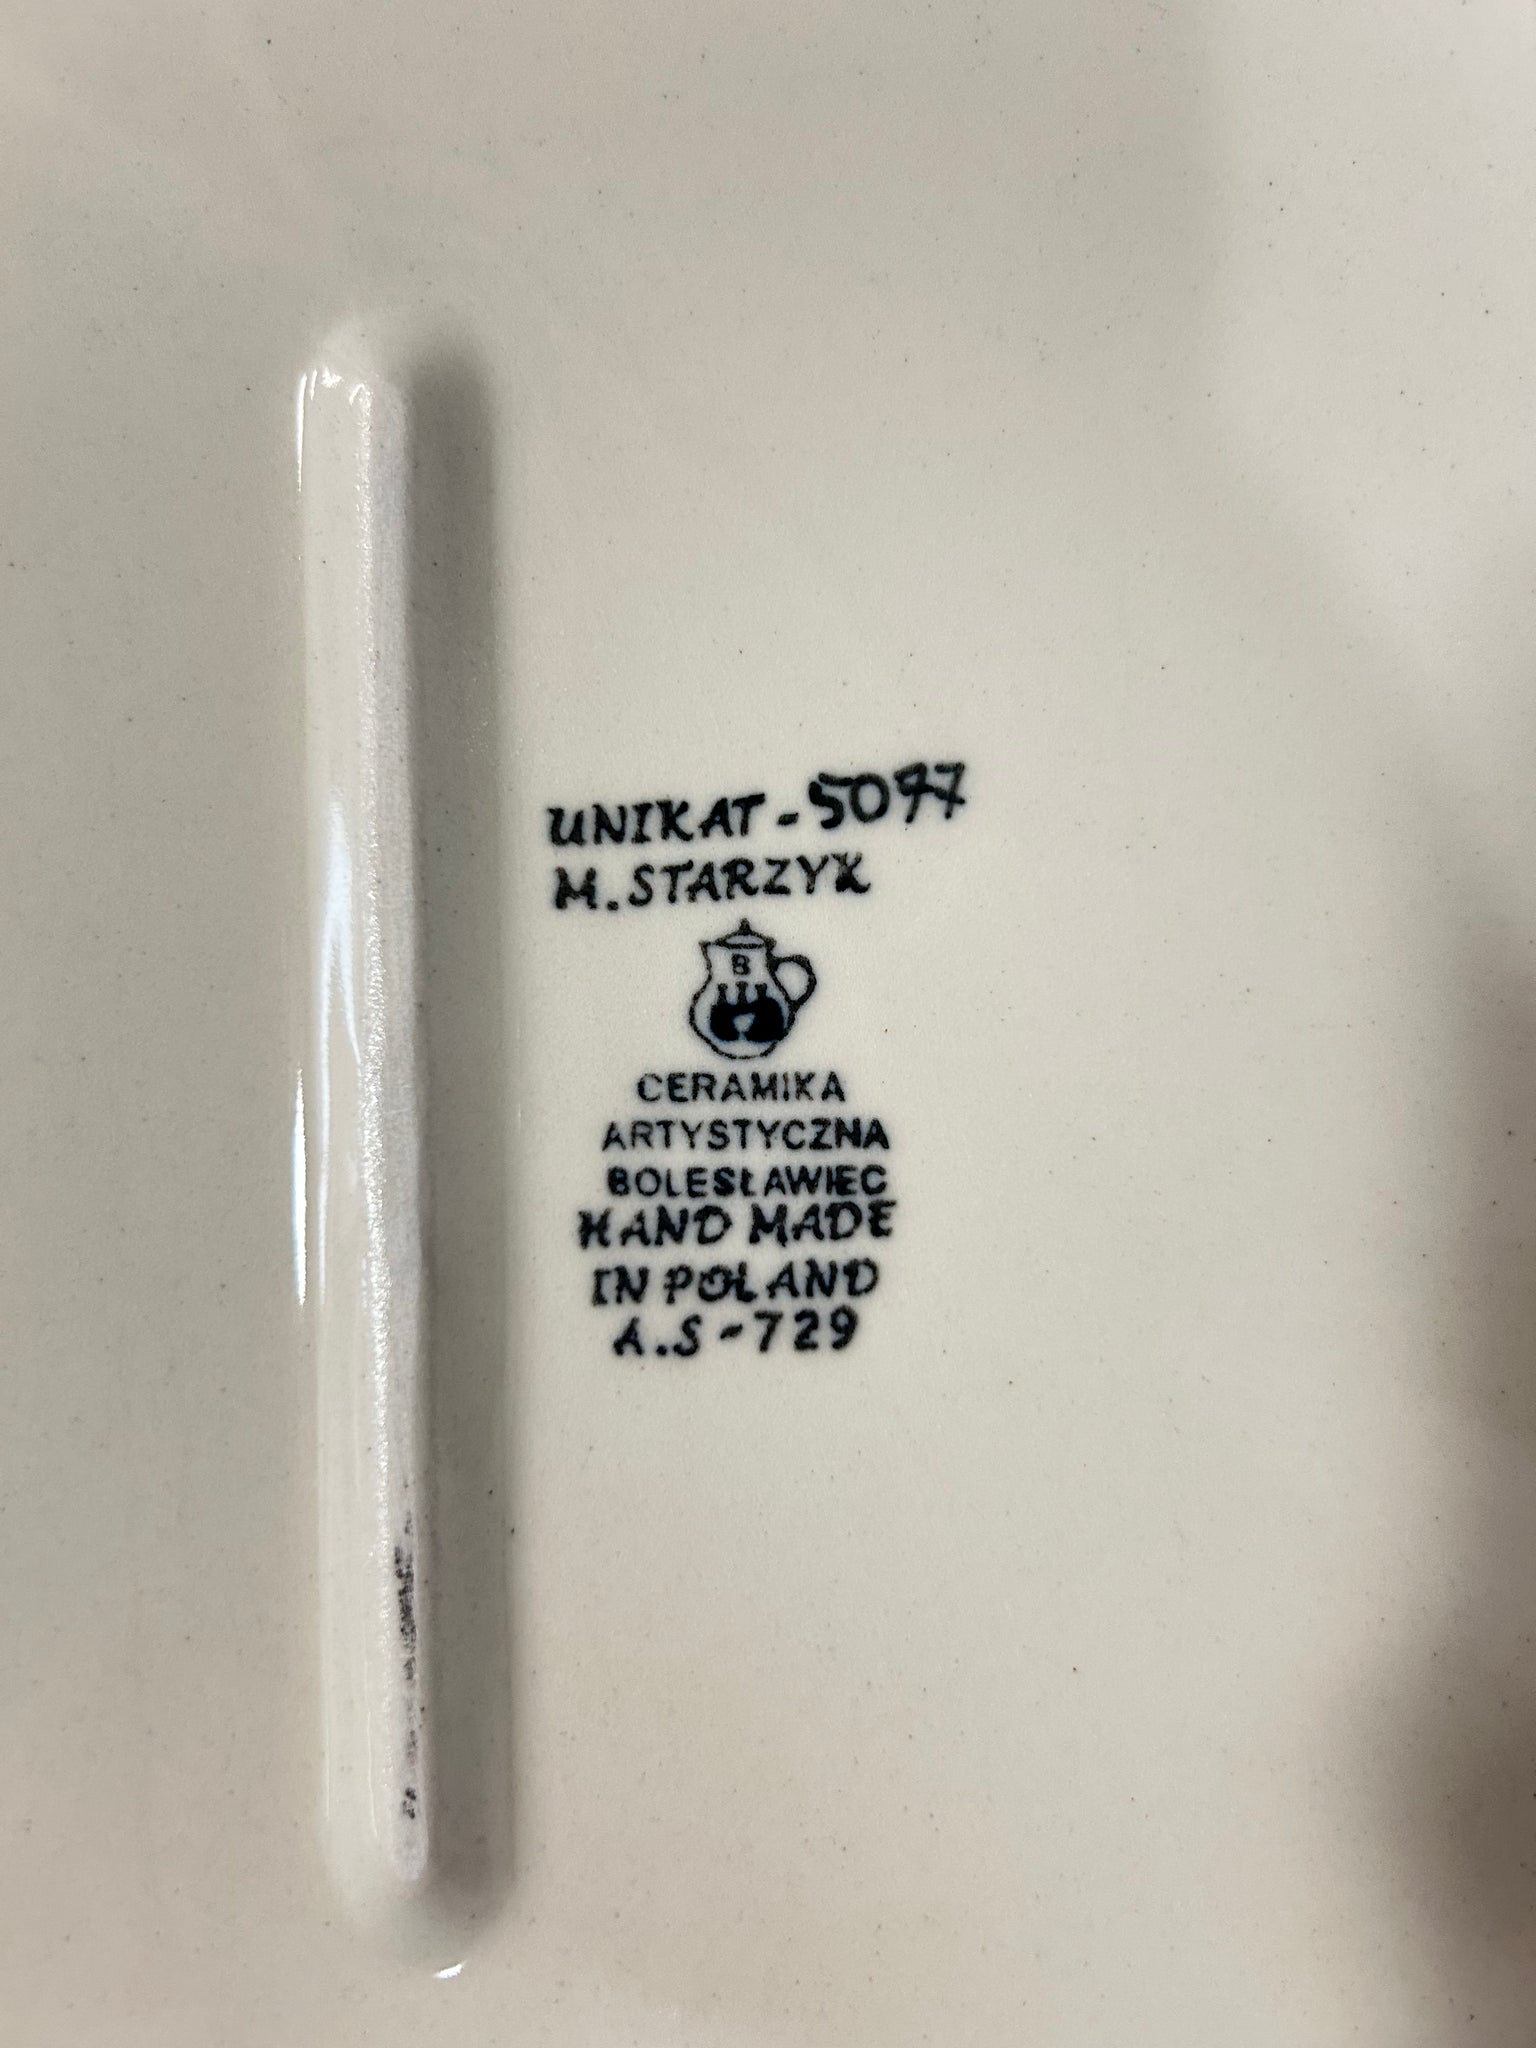 UNIKAT-5077
M.STARZYK
B
CERAMIKA
ARTYSTYCZNA
BOLESŁAWIEC
HAND MADE
IN POLAND
A.S-729